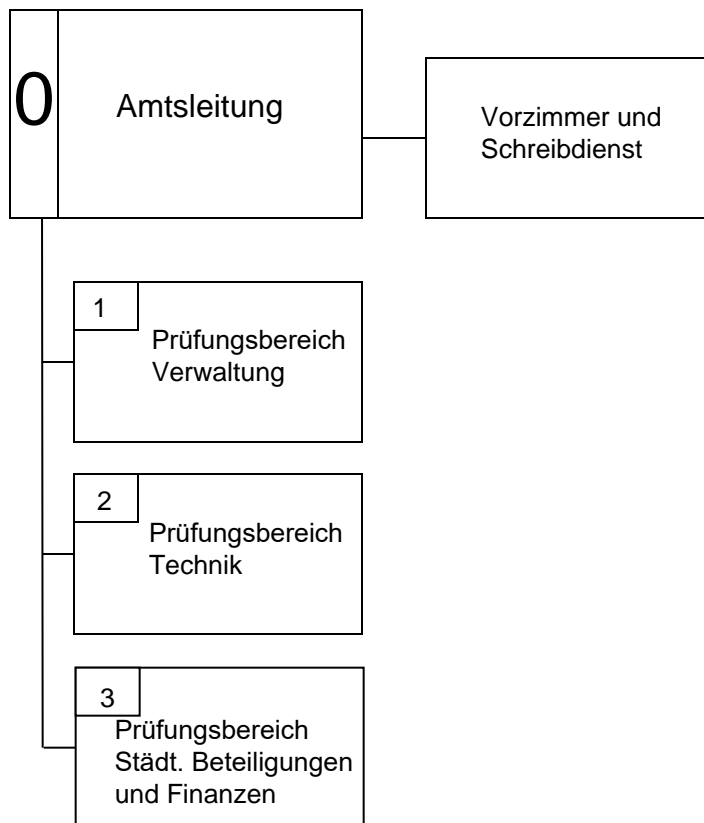 0
Amtsleitung
Vorzimmer und
Schreibdienst
1
Prüfungsbereich
Verwaltung
2
Prüfungsbereich
Technik
3
Prüfungsbereich
Städt. Beteiligungen
und Finanzen